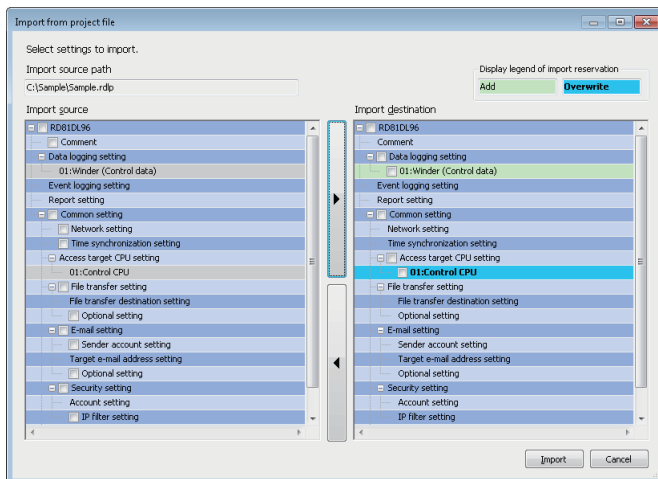 Import from project file
Select settings to import.
Import source path
C:\Sample\Sample.rdlp
Display legend of import reservation
Add
Overwrite
Import source
RD81DL96
Comment
Data logging setting
01:Winder (Control data)
Event logging setting
Report setting
Common setting
Network setting
Time synchronization setting
Access target CPU setting
01:Control CPU
File transfer setting
File transfer destination setting
Optional setting
E-mail setting
Sender account setting
Target e-mail address setting
Optional setting
Security setting
Account setting
IP filter setting
Import destination
RD81DL96
Comment
Data logging setting
01:Winder (Control data)
Event logging setting
Report setting
Common setting
Network setting
Time synchronization setting
Access target CPU setting
01:Control CPU
File transfer setting
File transfer destination setting
Optional setting
E-mail setting
Sender account setting
Target e-mail address setting
Optional setting
Security setting
Account setting
IP filter setting
Import
Cancel